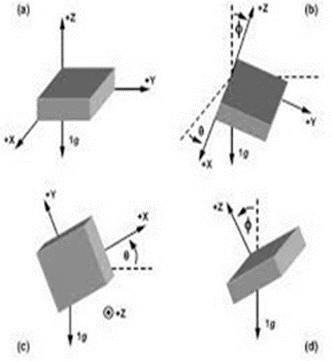 (a)
+Z
+Y
+X
1g
(b)
+Z
ϕ
+Y
θ
+X
1g
+Y
+X
θ
+Z
1g
(c)
+Z
ϕ
1g
(d)